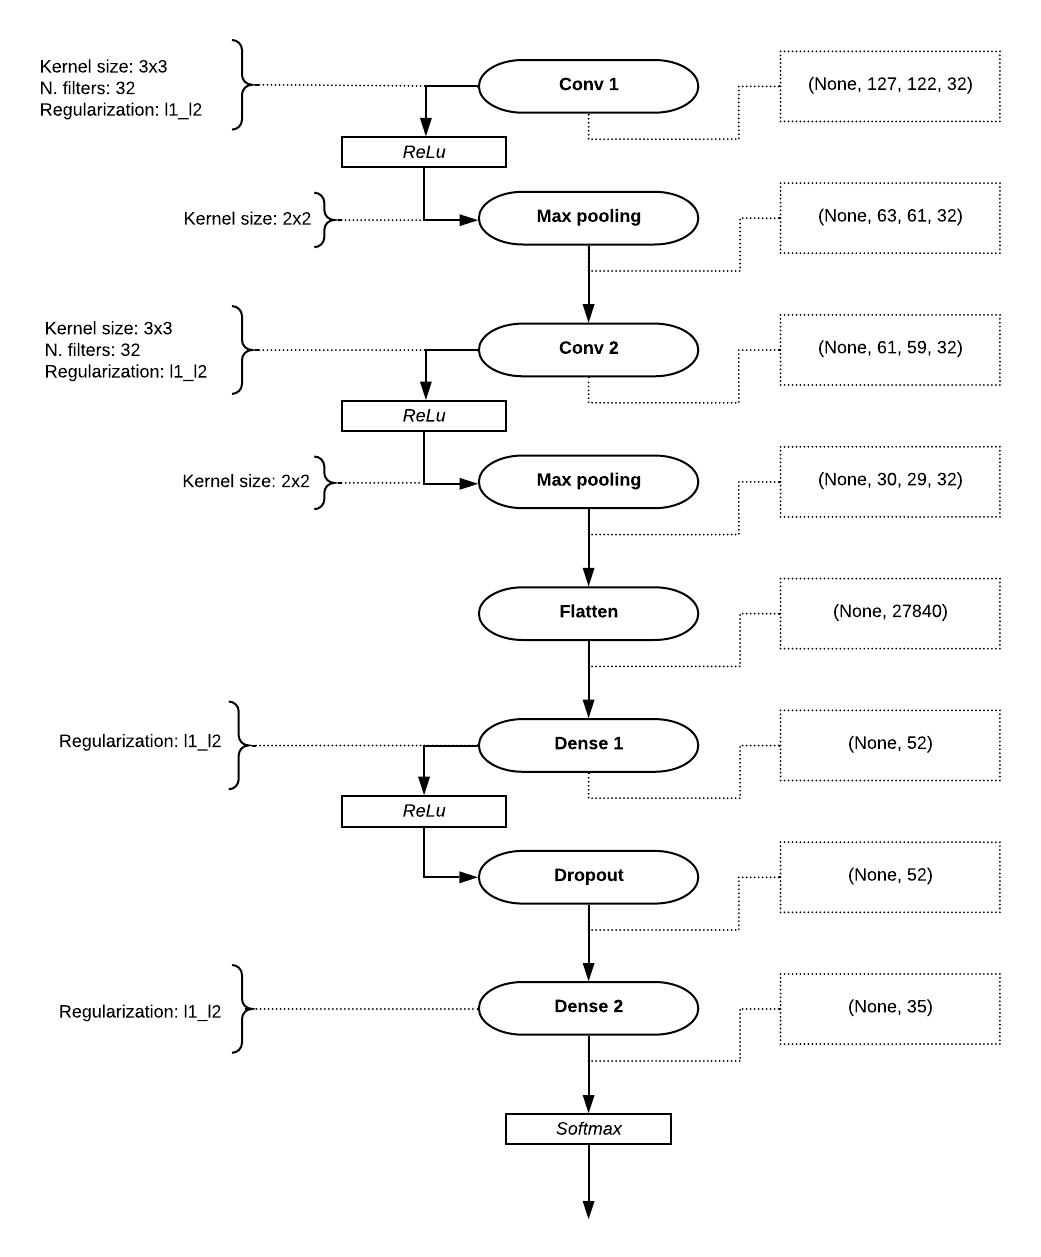 Kernel size: 3x3
N. filters: 32
Regularization: l1_l2
Conv 1
(None, 127, 122, 32)
ReLu
Kernel size: 2x2
Max pooling
(None, 63, 61, 32)
Kernel size: 3x3
N. filters: 32
Regularization: l1_l2
Conv 2
(None, 61, 59, 32)
ReLu
Kernel size: 2x2
Max pooling
(None, 30, 29, 32)
Flatten
(None, 27840)
Regularization: l1_l2
Dense 1
(None, 52)
ReLu
Dropout
(None, 52)
Regularization: l1_l2
Dense 2
(None, 35)
Softmax